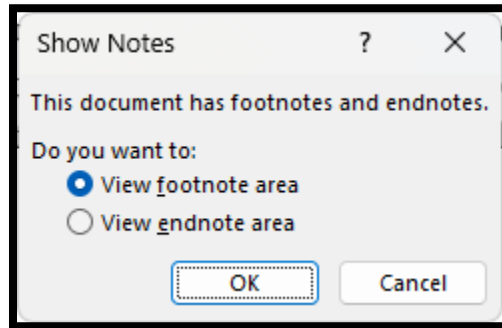 Show Notes ?
This document has footnotes and endnotes.
Do you want to:
View footnote area
View endnote area
OK Cancel